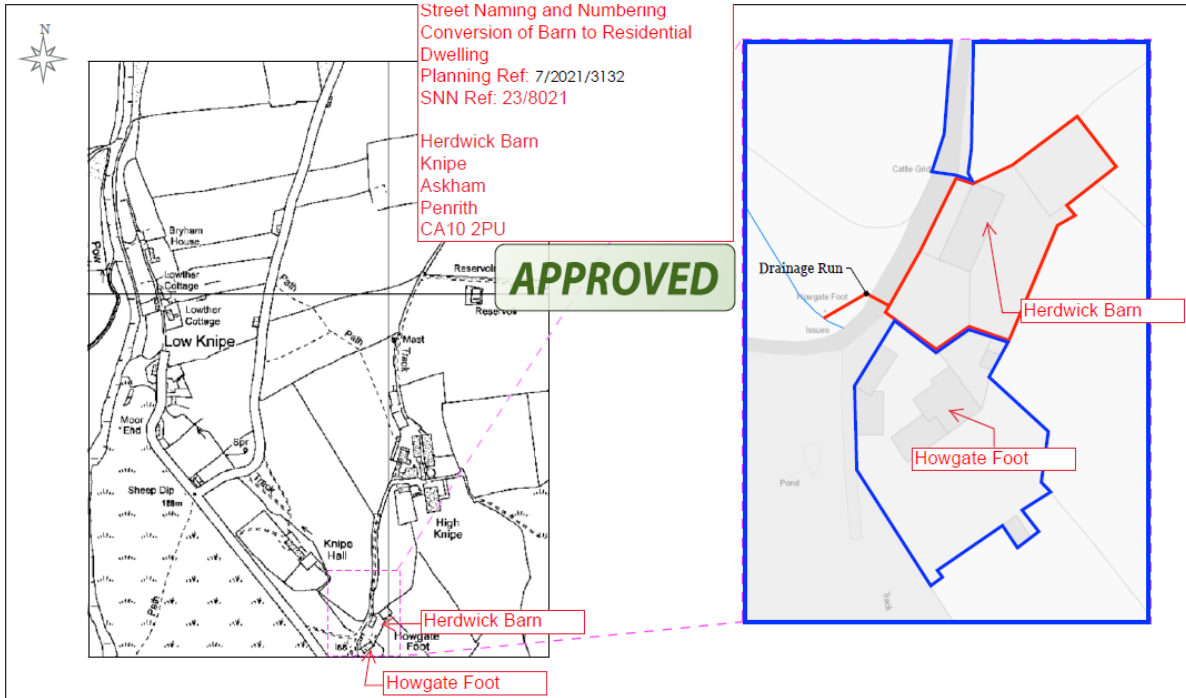 N
Street Naming and Numbering
Conversion of Barn to Residential
Dwelling
Planning Ref: 7/2021/3132
SNN Ref: 23/8021
Herdwick Barn
Knipe
Askham
Penrith
CA10 2PU
APPROVED
Pow
Bryham
House
Lowther
Cottage
Lowther
Cottage
Low Knipe
Path
Path
Reservoirs
Reservoir
Mast
Track
Moor
End
Spr
Track
Sheep Dip
Path
Knipe
Hall
High
Knipe
Iss
Howgate
Foot
Herdwick Barn
Howgate Foot
Cattle Grid
Drainage Run
Howgate Foot
Issues
Herdwick Barn
Howgate Foot
Pond
Track